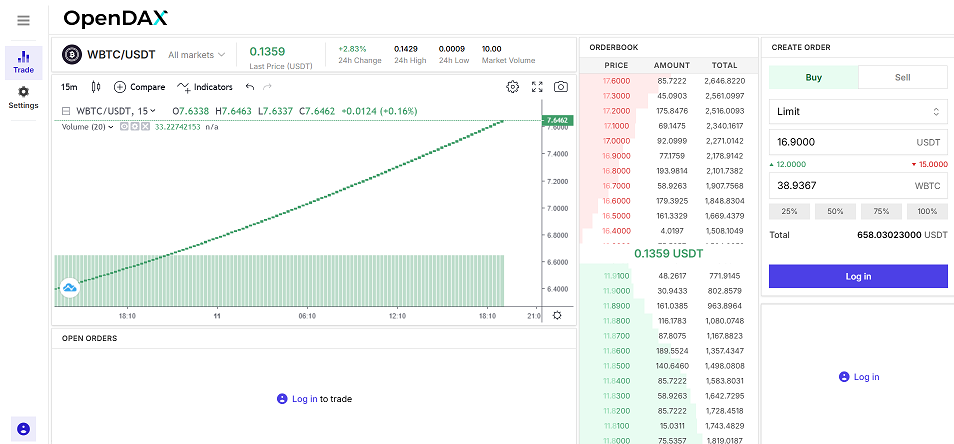 OpenDAX
Trade
Settings
WBTC/USDT
All markets
0.1359
Last Price (USDT)
+2.83%
24h Change
0.1429
24h High
0.0009
24h Low
10.00
Market Volume
15m
Compare
Indicators
WBTC/USDT, 15
O7.6338 H7.6463 L7.6337 C7.6462 +0.0124 (+0.16%)
Volume (20)
33.22742153 n/a
7.6462
7.6000
7.4000
7.2000
7.0000
6.8000
6.6000
6.4000
18:10 11 06:10 12:10 18:10 21:0
OPEN ORDERS
Log in to trade
ORDERBOOK
PRICE AMOUNT TOTAL
17.6000 85.7222 2,646.8220
17.3000 45.0903 2,561.0997
17.2000 175.8476 2,516.0093
17.1000 69.1475 2,340.1617
17.0000 92.0999 2,271.0142
16.9000 77.1759 2,178.9142
16.8000 193.9814 2,101.7382
16.7000 58.9263 1,907.7568
16.6000 179.3925 1,848.8304
16.5000 161.3329 1,669.4379
16.4000 4.0197 1,508.1049
0.1359 USDT
11.9100 48.2617 771.9145
11.9000 30.9433 802.8579
11.8900 161.0385 963.8964
11.8800 116.1783 1,080.0748
11.8700 87.8075 1,167.8823
11.8600 189.5524 1,357.4347
11.8500 140.6460 1,498.0808
11.8400 85.7222 1,583.8031
11.8300 58.9263 1,642.7295
11.8200 85.7222 1,728.4518
11.8100 15.0311 1,743.4829
11.8000 75.5357 1,819.0187
CREATE ORDER
Buy
Sell
Limit
16.9000 USDT
12.0000
15.0000
38.9367 WBTC
25% 50% 75% 100%
Total 658.03023000 USDT
Log in
Log in